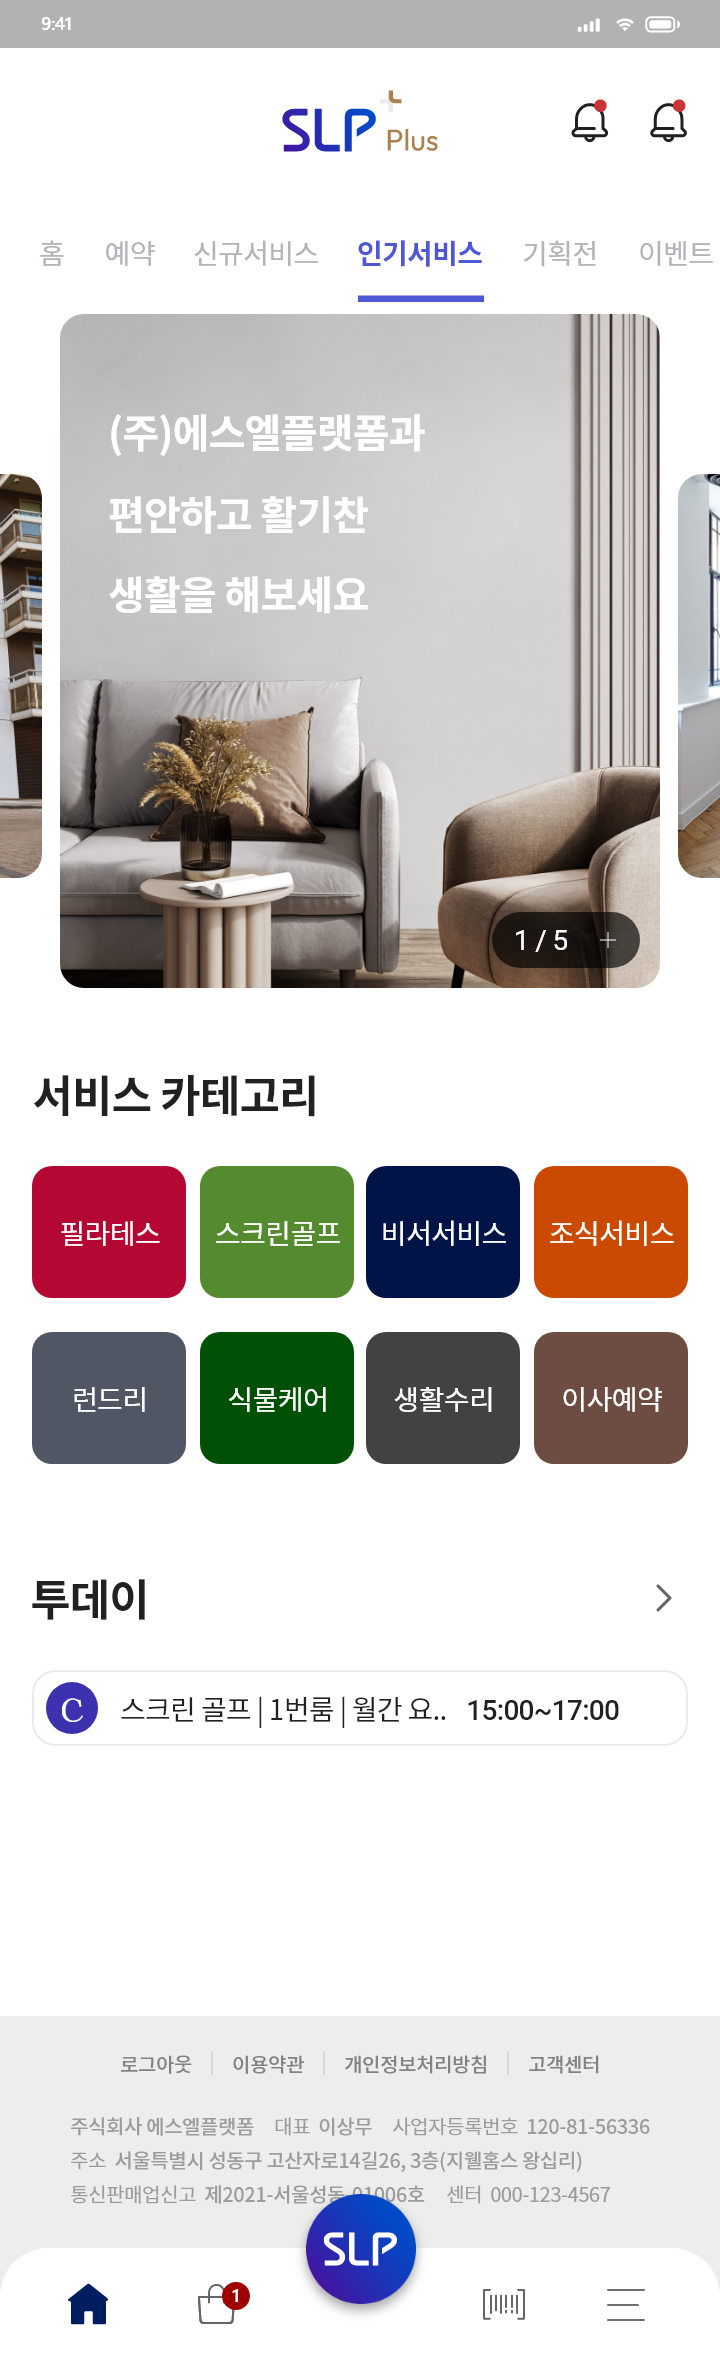 9:41
SLP Plus
홈 예약 신규서비스 인기서비스 기획전 이벤트
(주)에스엘플랫폼과
편안하고 활기찬
생활을 해보세요
1 / 5 +
서비스 카테고리
필라테스 스크린골프 비서서비스 조식서비스
런드리 식물케어 생활수리 이사예약
투데이
C 스크린 골프 | 1번룸 | 월간 요.. 15:00~17:00
로그아웃 이용약관 개인정보처리방침 고객센터
주식회사 에스엘플랫폼 대표 이상무 사업자등록번호 120-81-56336
주소 서울특별시 성동구 고산자로14길26, 3층(지웰홈스 왕십리)
통신판매업신고 제2021-서울성동-01006호 센터 000-123-4567
SLP
1